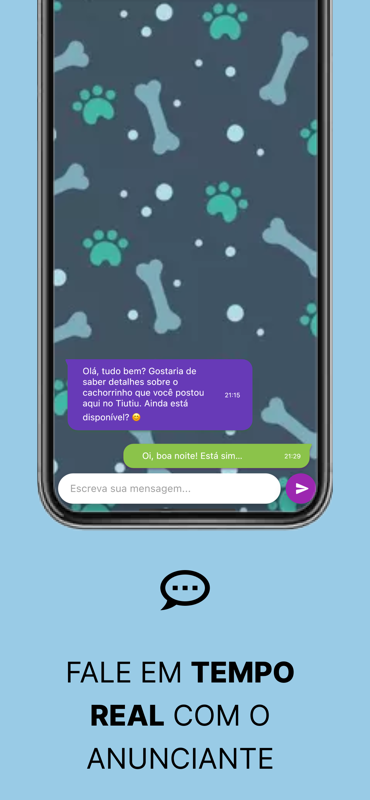 Olá, tudo bem? Gostaria de
saber detalhes sobre o
cachorrinho que você postou
aqui no Tiutiu. Ainda está
disponível? 😊
21:15
Oi, boa noite! Está sim...
21:29
Escreva sua mensagem...
FALE EM TEMPO
REAL COM O
ANUNCIANTE